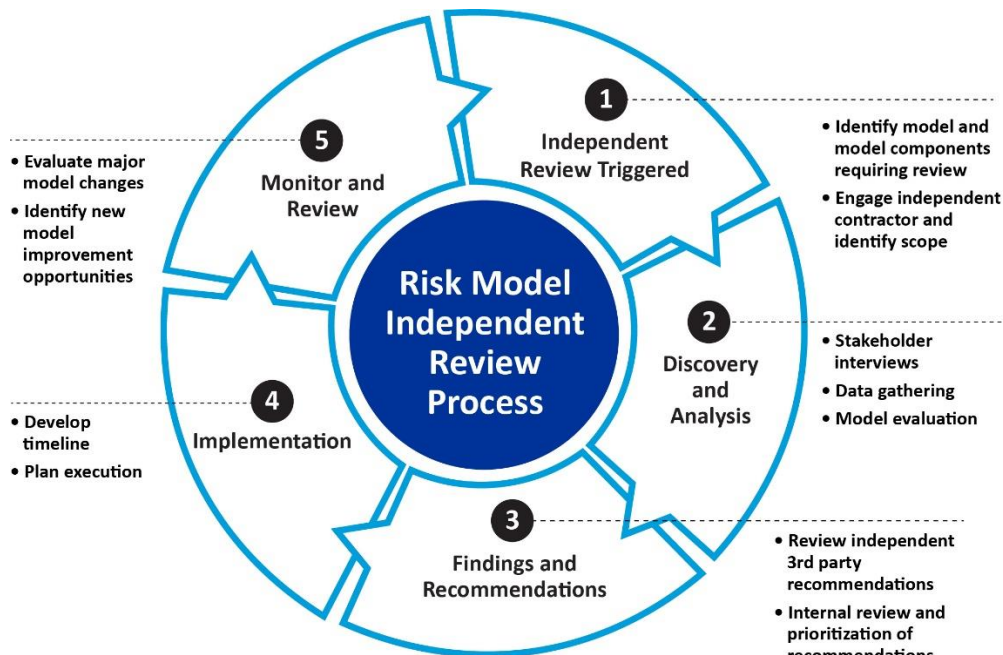 1
Independent
Review Triggered
• Identify model and
model components
requiring review
• Engage independent
contractor and
identify scope
2
Discovery
and
Analysis
• Stakeholder
interviews
• Data gathering
• Model evaluation
3
Findings and
Recommendations
• Review independent
3rd party
recommendations
• Internal review and
prioritization of
recommendations
4
Implementation
• Develop
timeline
• Plan execution
5
Monitor and
Review
• Evaluate major
model changes
• Identify new
model
improvement
opportunities
Risk Model
Independent
Review
Process